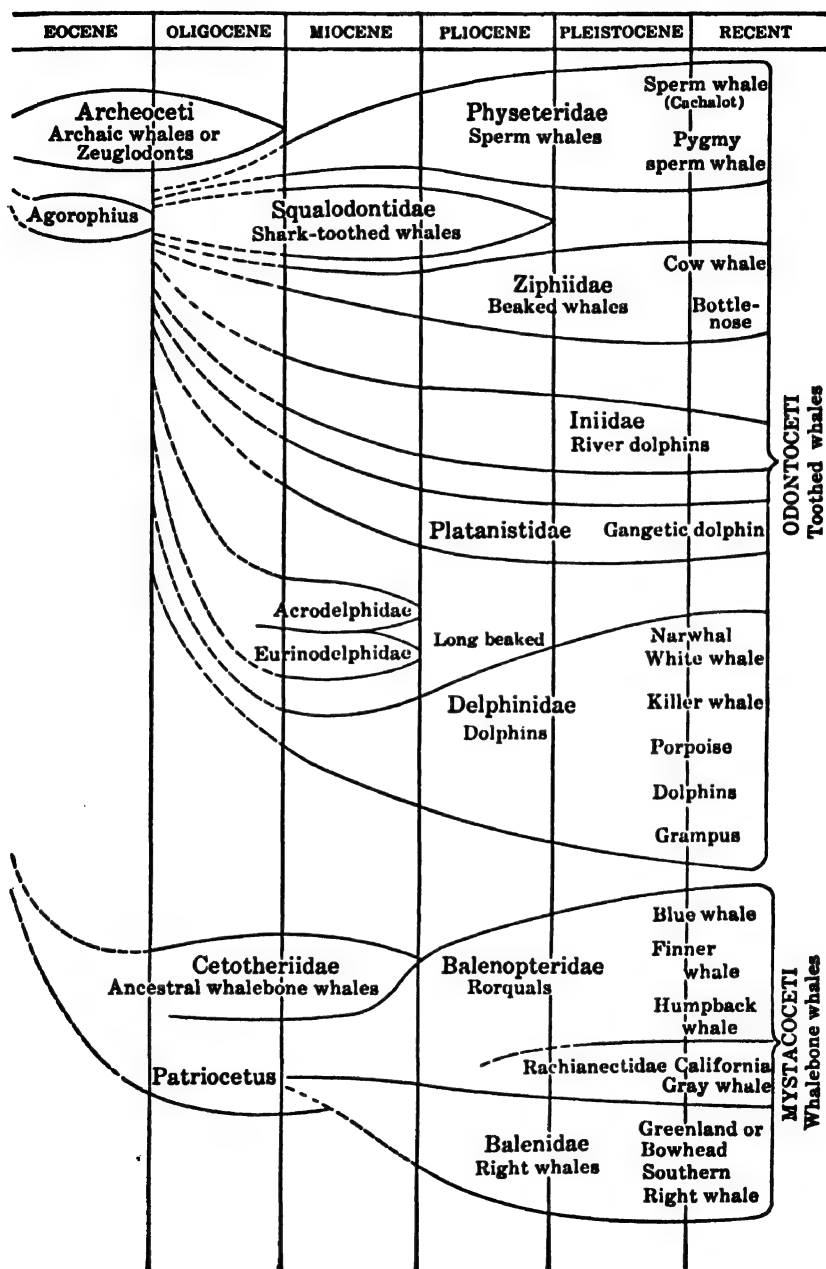 EOCENE OLIGOCENE MIOCENE PLIOCENE PLEISTOCENE RECENT
Archeoceti
Archaic whales or
Zeuglodonts
Physeteridae
Sperm whales
Sperm whale
(Cachalot)
Pygmy
sperm whale
Agorophius
Squalodontidae
Shark-toothed whales
Ziphiidae
Beaked whales
Cow whale
Bottle-
nose
Iniidae
River dolphins
Platanistidae
Gangetic dolphin
Acrodelphidae
Eurinodelphidae
Long beaked
Delphinidae
Dolphins
Narwhal
White whale
Killer whale
Porpoise
Dolphins
Grampus
ODONTOCETI
Toothed whales
Cetotheriidae
Ancestral whalebone whales
Balenopteridae
Rorquals
Blue whale
Finner
whale
Humpback
whale
Patriocetus
Rachianectidae California
Gray whale
Balenidae
Right whales
Greenland or
Bowhead
Southern
Right whale
MYSTACOCETI
Whalebone whales